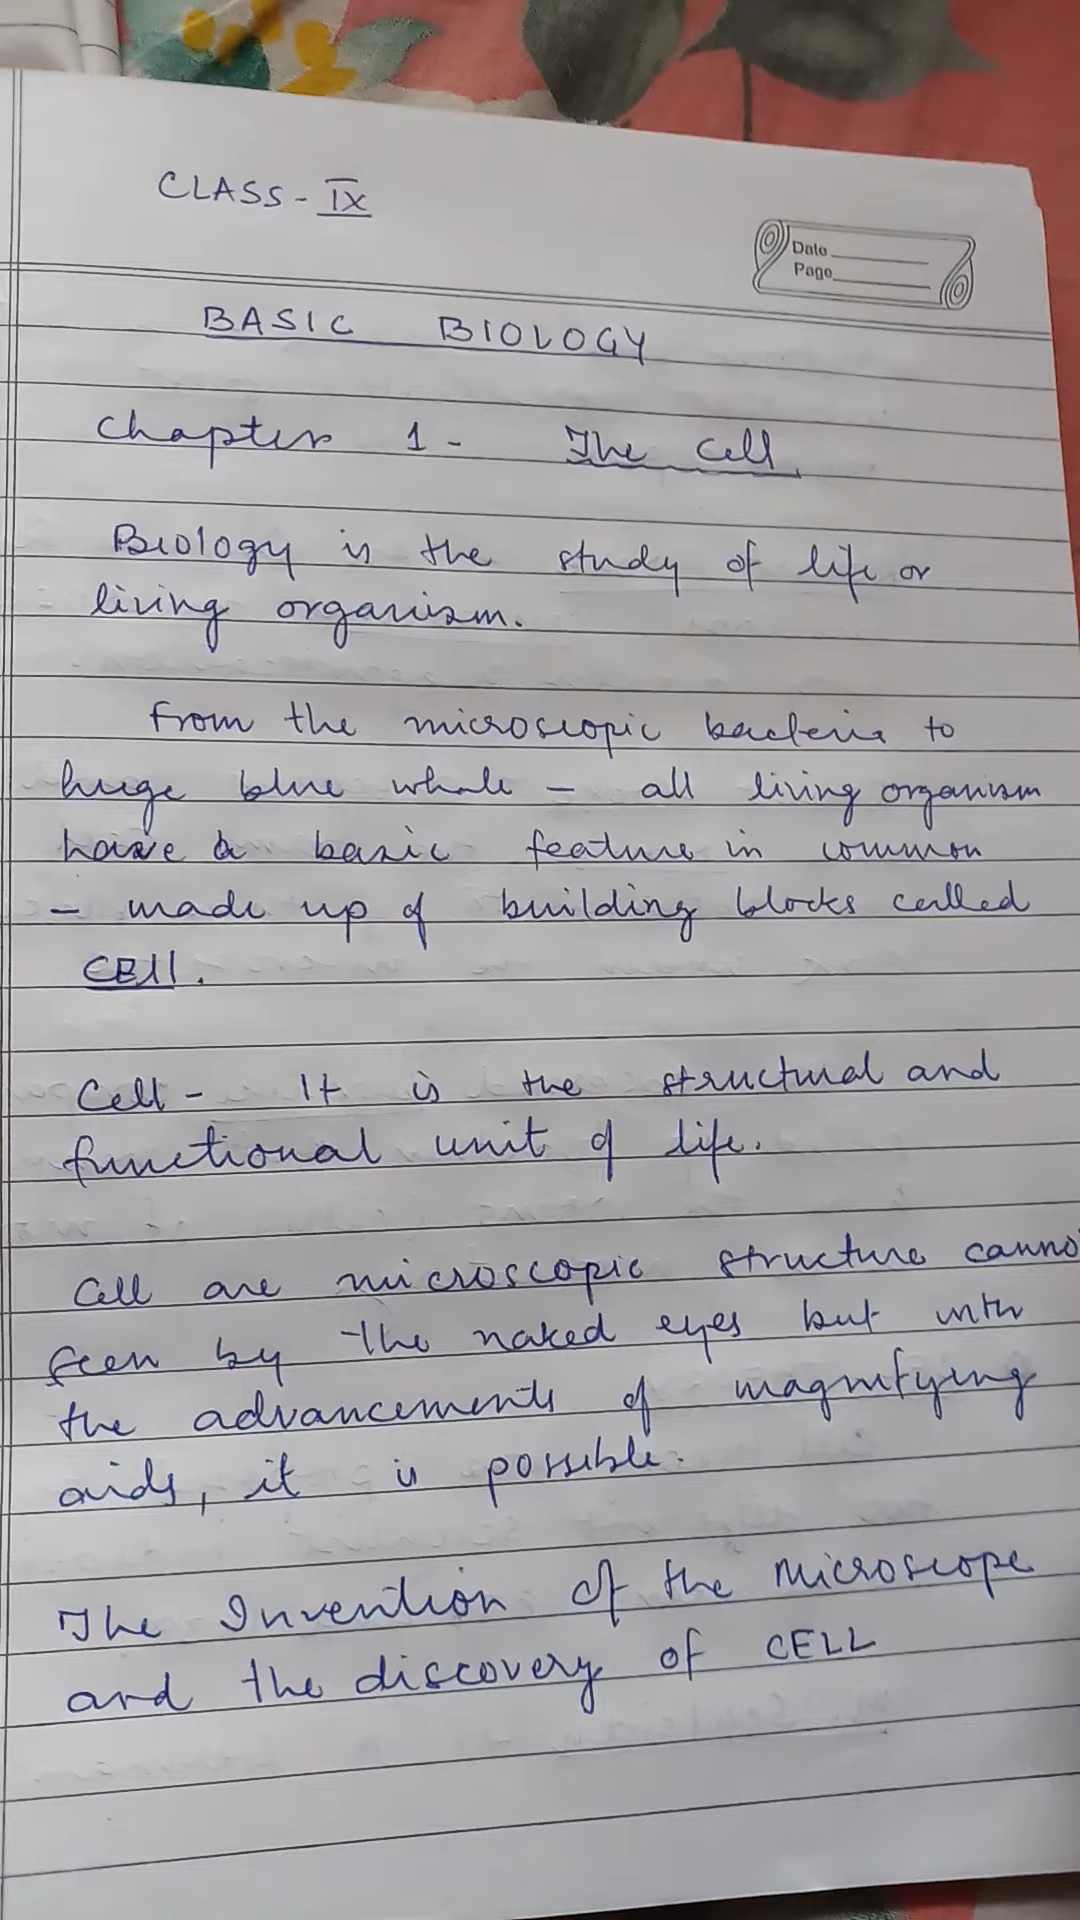 CLASS - IX
Date
Page
BASIC BIOLOGY
Chapter 1 - The Cell
Biology is the study of life or
living organism.
From the microscopic bacteria to
huge blue whale - all living organism
have a basic feature in common
- made up of building blocks called
CEll.
Cell - It is the structural and
functional unit of life.
Cell are microscopic structure canno
seen by the naked eyes but with
the advancements of magnifying
aids, it is possible.
The Invention of the Microscope
and the discovery of CELL